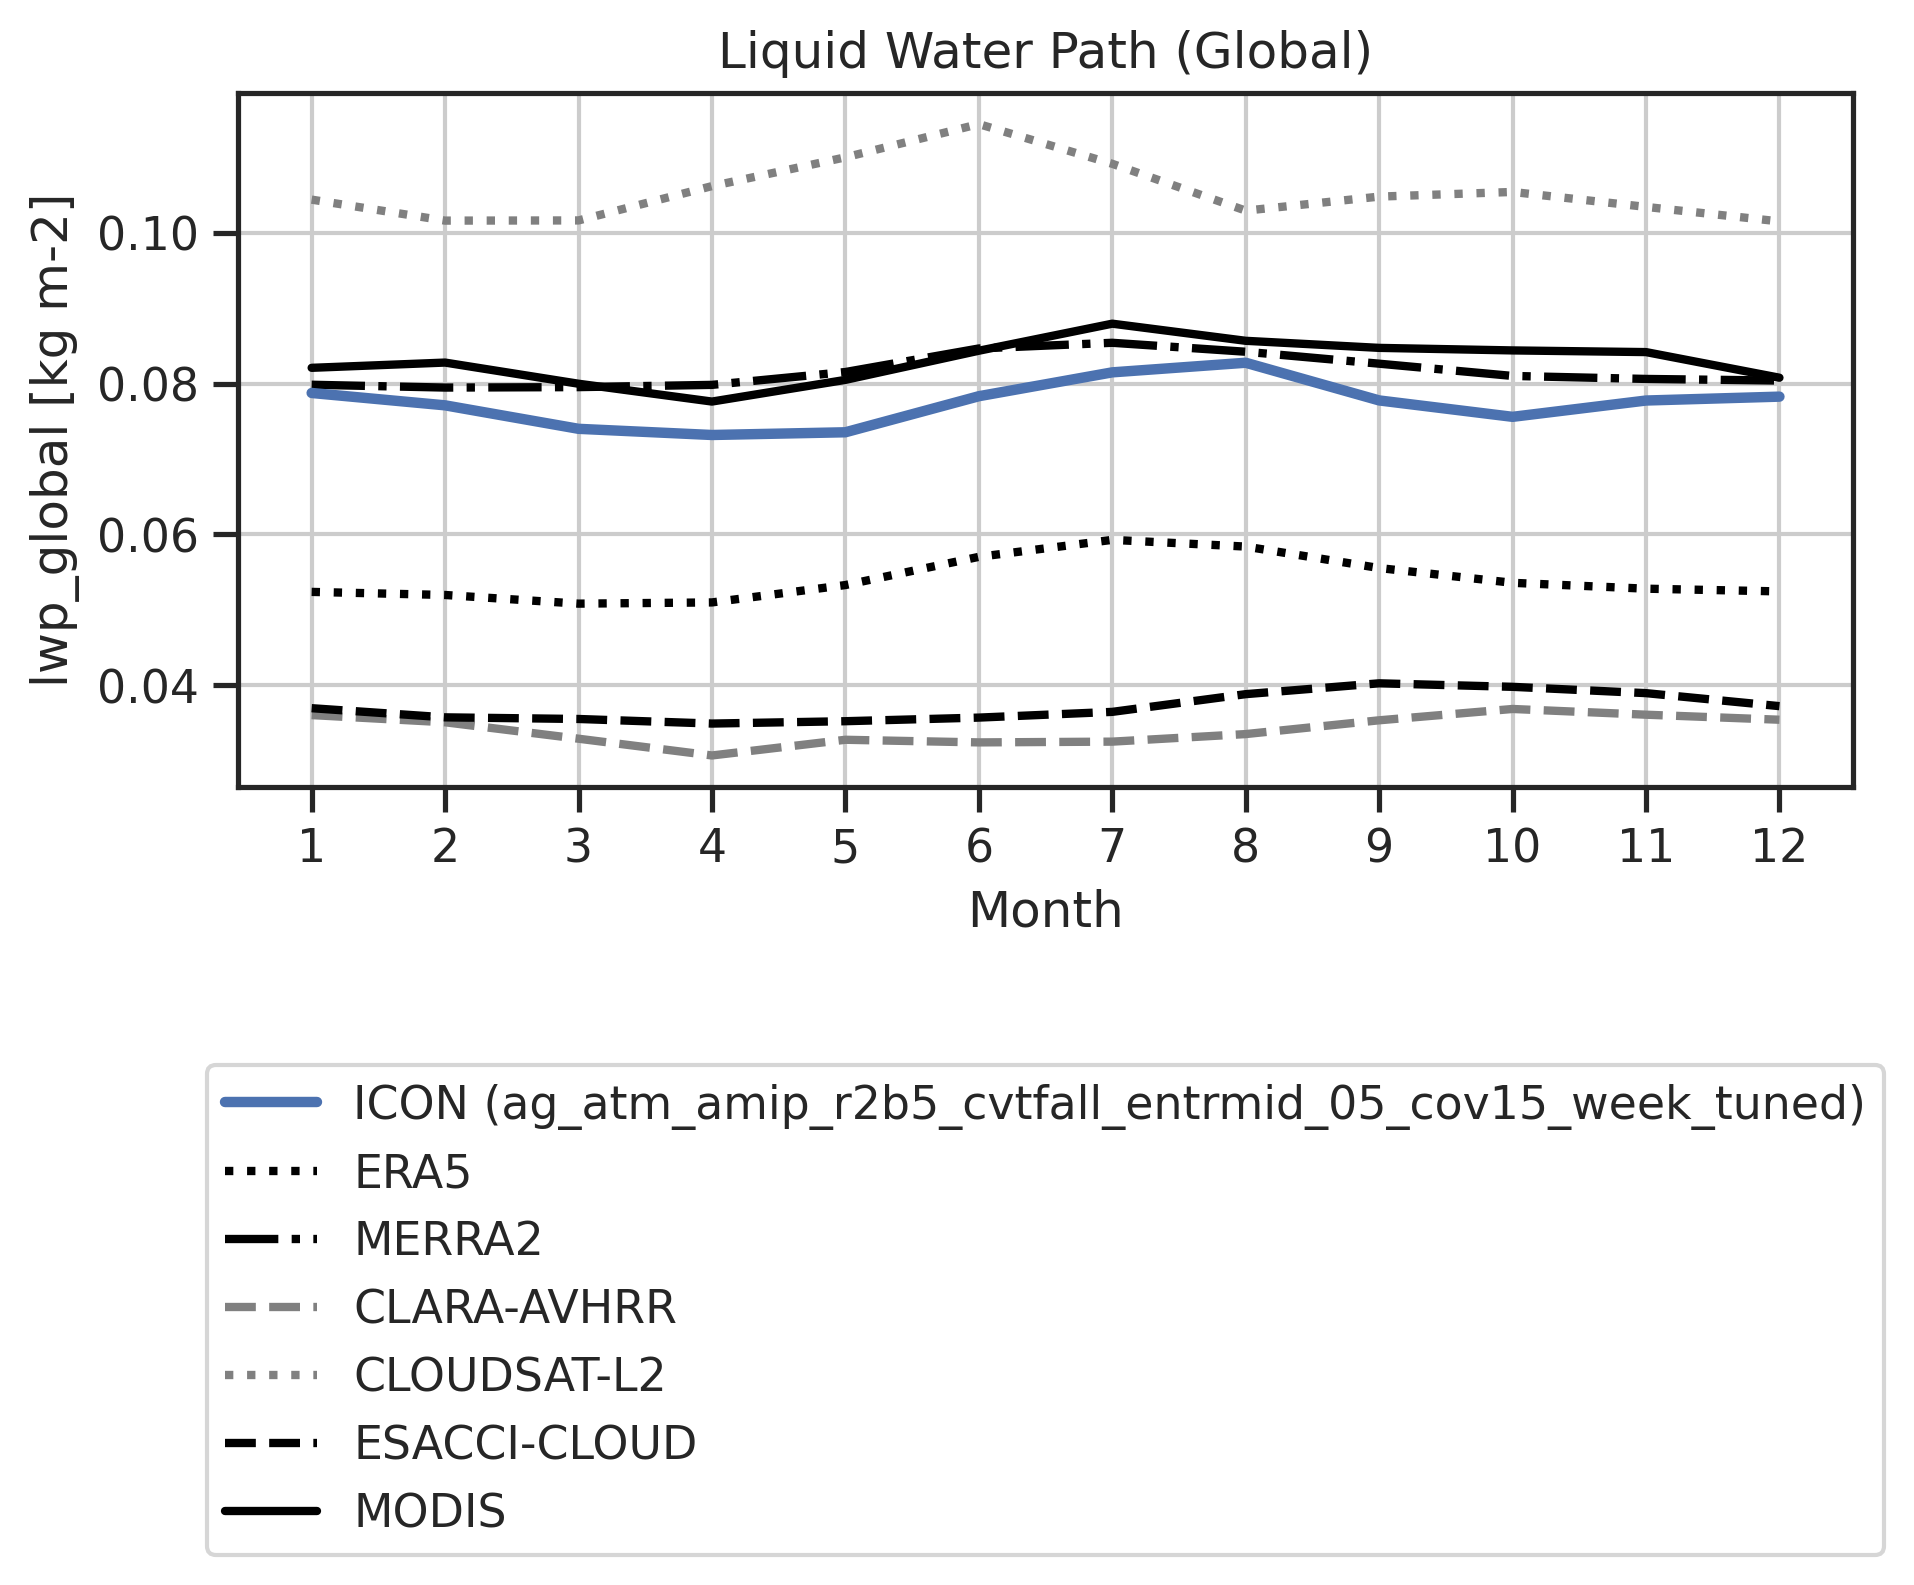 Liquid Water Path (Global)
lwp_global [kg m-2]
0.10
0.08
0.06
0.04
1 2 3 4 5 6 7 8 9 10 11 12
Month
ICON (ag_atm_amip_r2b5_cvtfall_entrmid_05_cov15_week_tuned)
ERA5
MERRA2
CLARA-AVHRR
CLOUDSAT-L2
ESACCI-CLOUD
MODIS